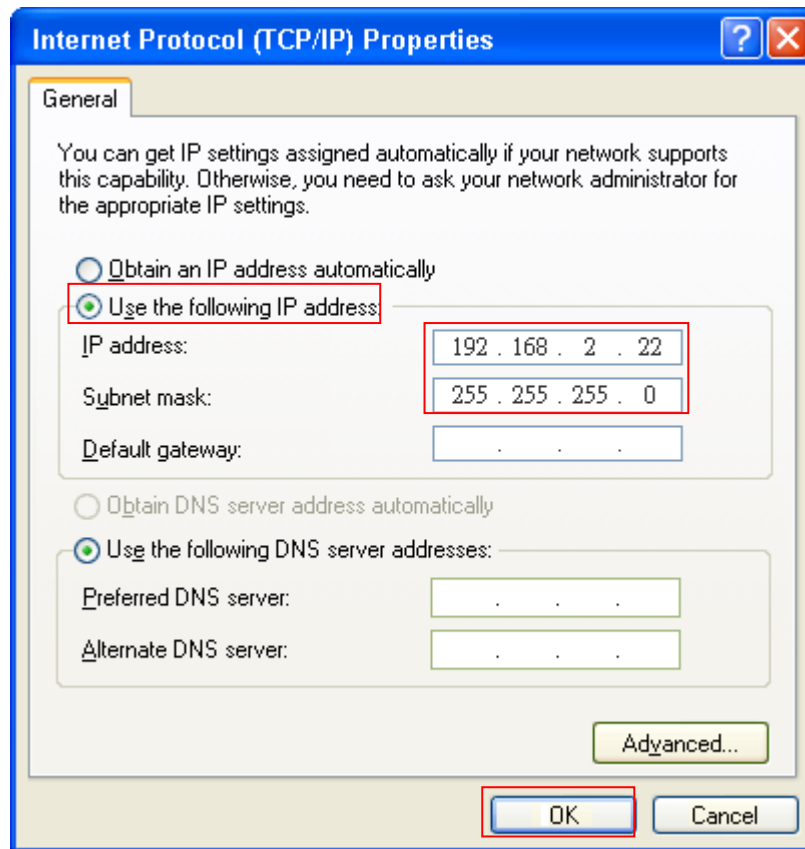 Internet Protocol (TCP/IP) Properties
General
You can get IP settings assigned automatically if your network supports
this capability. Otherwise, you need to ask your network administrator for
the appropriate IP settings.
Obtain an IP address automatically
Use the following IP address:
IP address: 192 . 168 . 2 . 22
Subnet mask: 255 . 255 . 255 . 0
Default gateway: . . .
Obtain DNS server address automatically
Use the following DNS server addresses:
Preferred DNS server: . . .
Alternate DNS server: . . .
Advanced...
OK Cancel